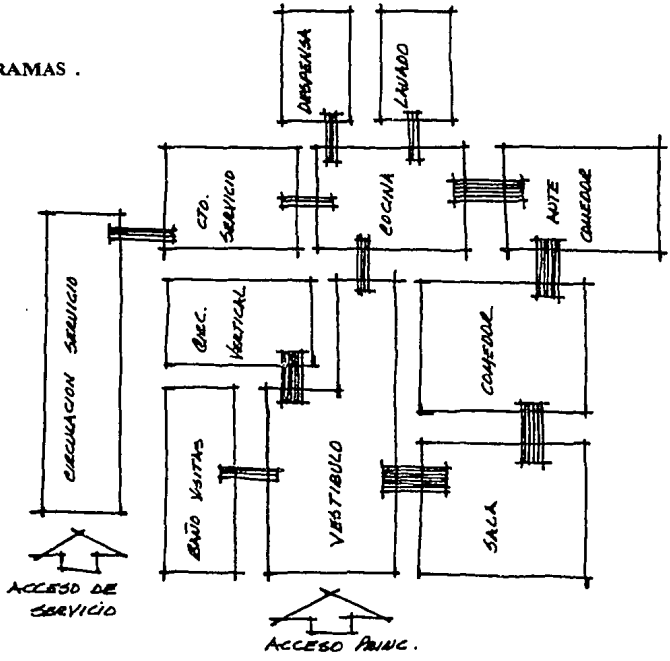 RAMAS .
DESPENSA
LAVADO
CTO.
SERVICIO
COCINA
ANTE
COMEDOR
CIRCULACION SERVICIO
CIRC.
VERTICAL
COMEDOR
BAÑO VISITAS
VESTIBULO
SALA
ACCESO DE
SERVICIO
ACCESO PRINC.